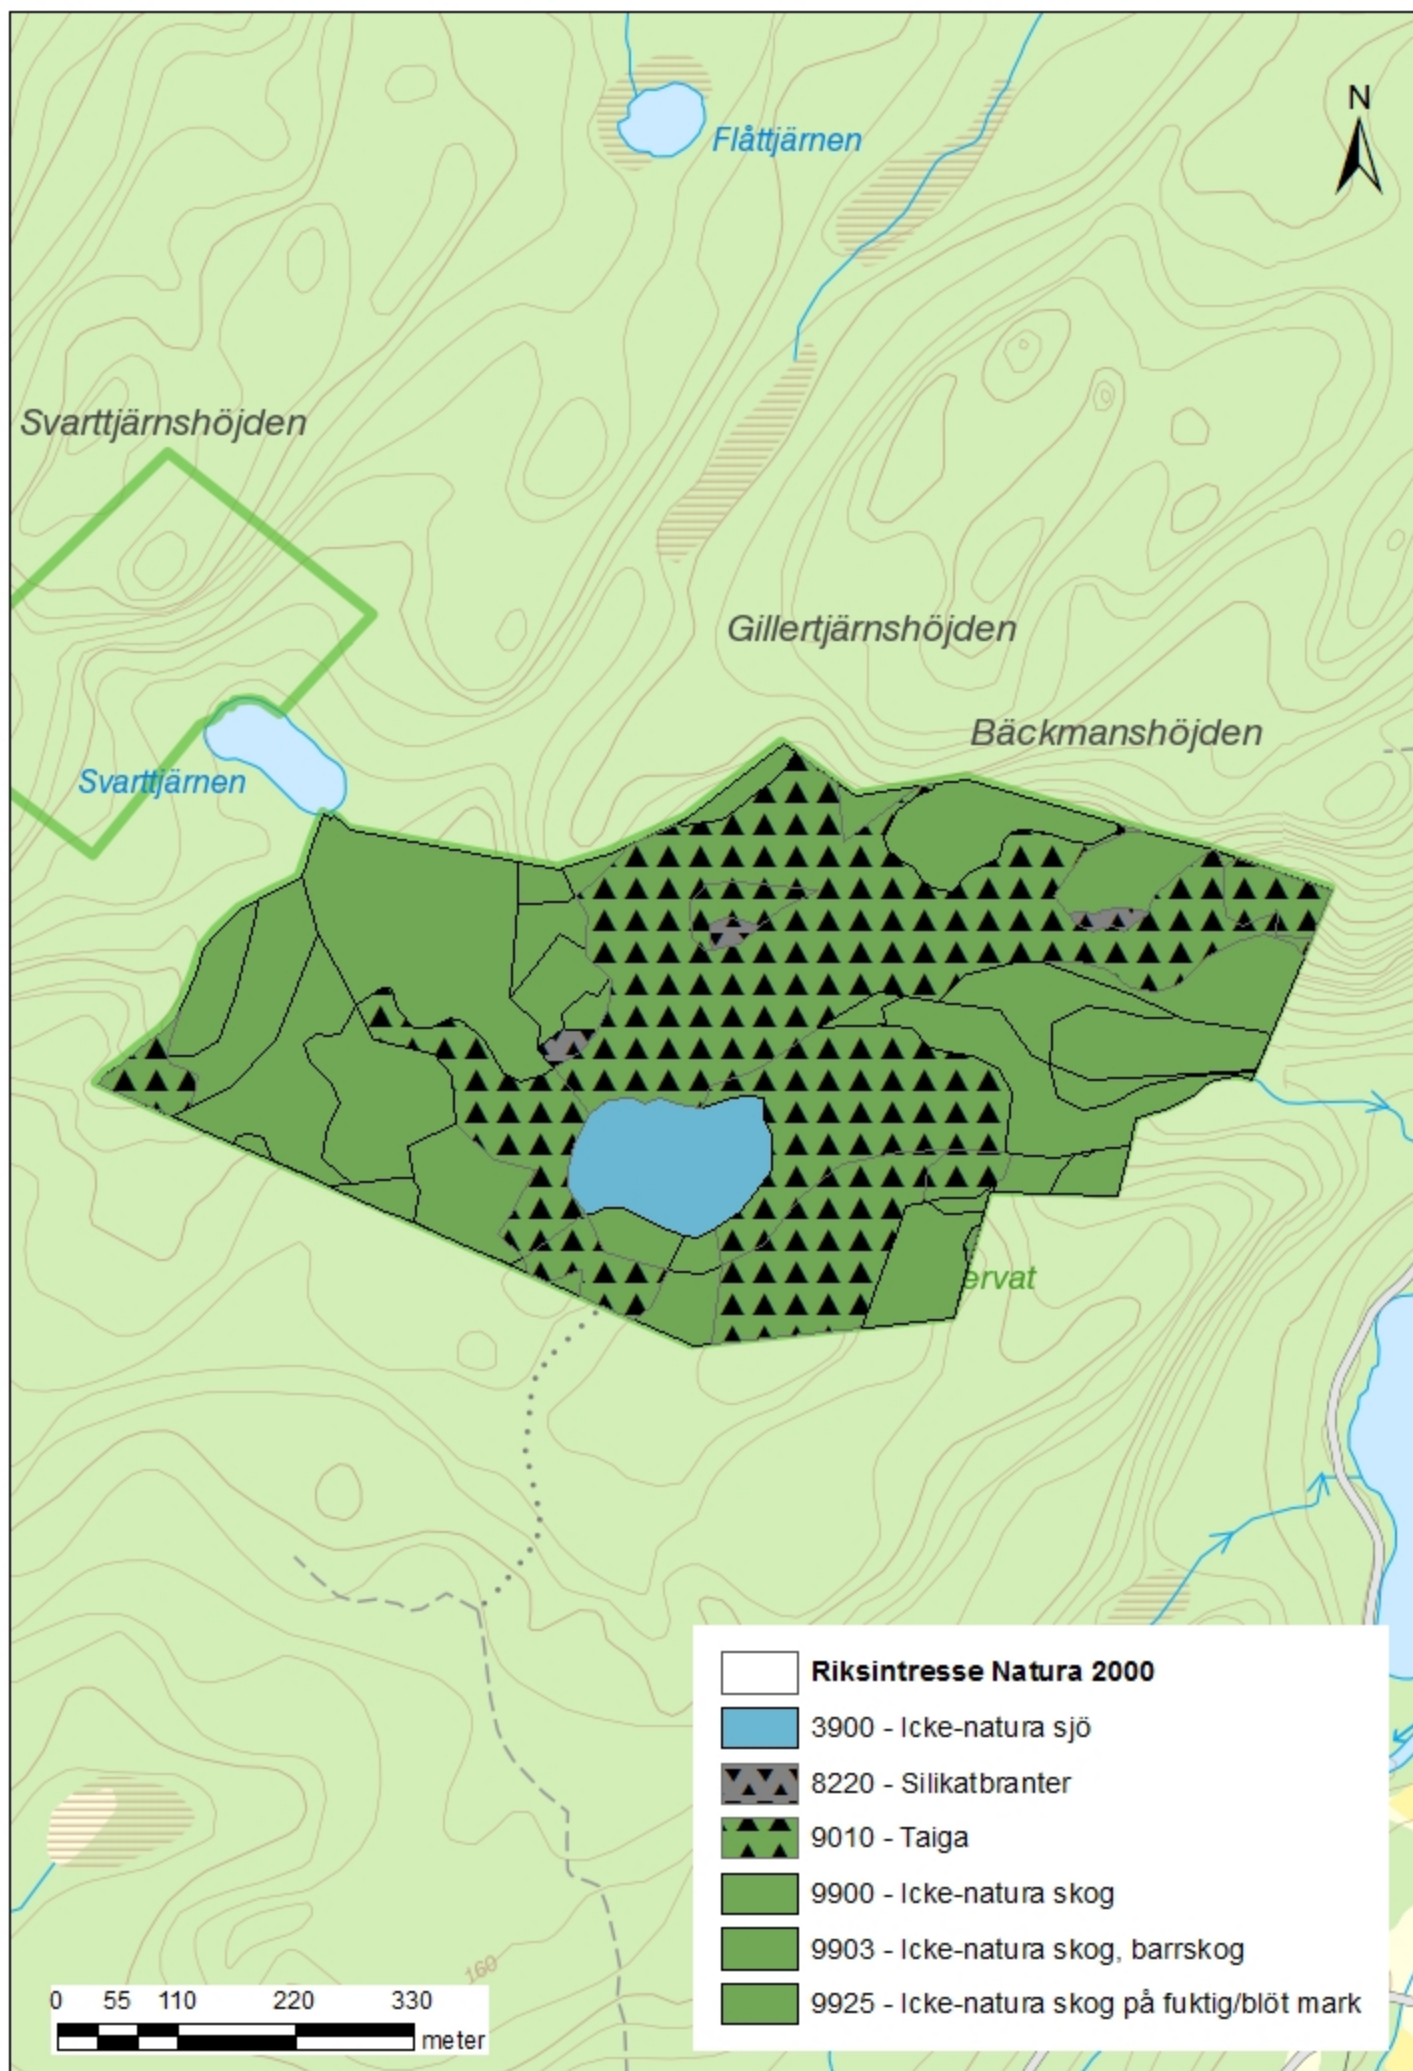 N
Flåttjärnen
Svarttjärnshöjden
Gillertjärnshöjden
Bäckmanshöjden
Svarttjärnen
ervat
Riksintresse Natura 2000
3900 - Icke-natura sjö
8220 - Silikatbranter
9010 - Taiga
9900 - Icke-natura skog
9903 - Icke-natura skog, barrskog
9925 - Icke-natura skog på fuktig/blöt mark
160
0 55 110 220 330
meter